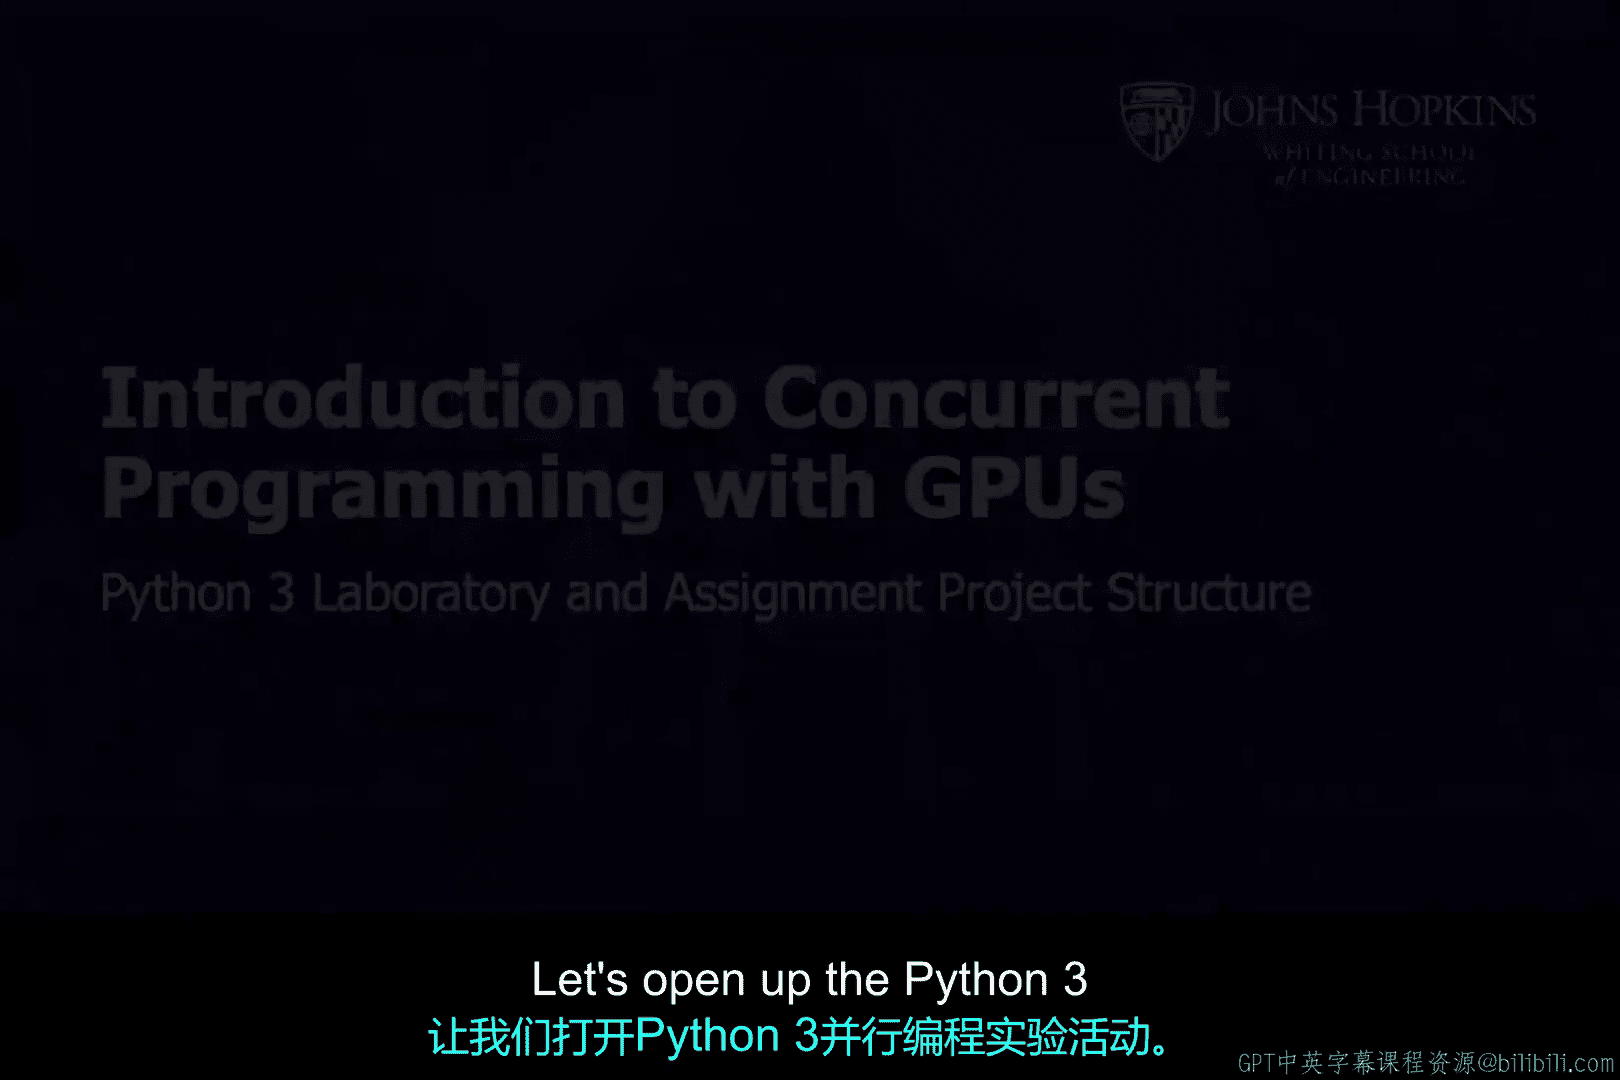 JOHNS HOPKINS
WHITING SCHOOL
of ENGINEERING
Introduction to Concurrent
Programming with GPUs
Python 3 Laboratory and Assignment Project Structure
Let's open up the Python 3
让我们打开Python 3并行编程实验活动。
GPT中英字幕课程资源@bilibili.com